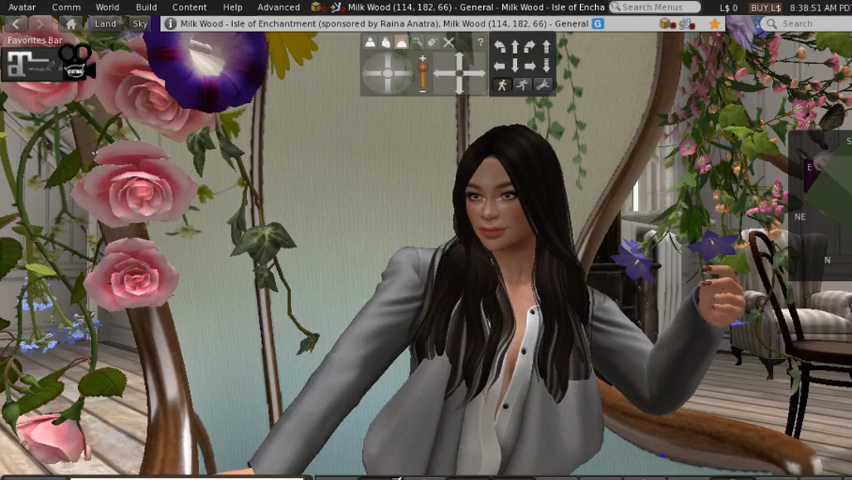 Avatar Comm World Build Content Help Advanced Milk Wood (114, 182, 66) - General - Milk Wood - Isle of Encha Search Menus L$ 0 BUY L$ 8:38:51 AM PD
Land Sky Milk Wood - Isle of Enchantment (sponsored by Raina Anatra), Milk Wood (114, 182, 66) - General G Search
Favorites Bar
?
S
E
NE
N